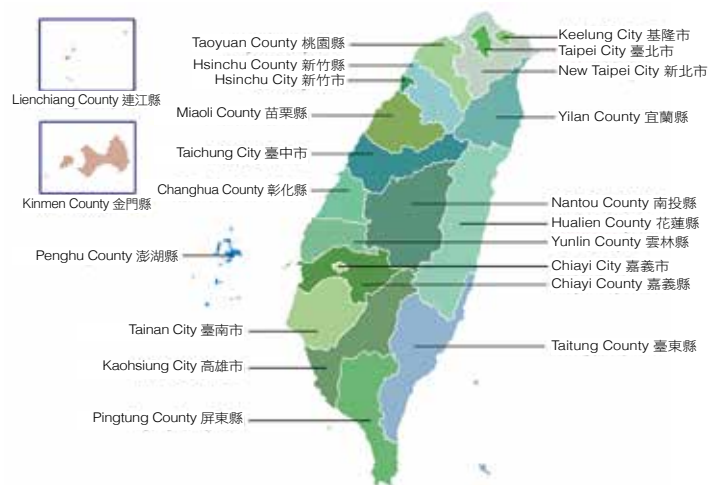 Taoyuan County 桃園縣
Hsinchu County 新竹縣
Hsinchu City 新竹市
Miaoli County 苗栗縣
Taichung City 臺中市
Changhua County 彰化縣
Penghu County 澎湖縣
Tainan City 臺南市
Kaohsiung City 高雄市
Pingtung County 屏東縣
Lienchiang County 連江縣
Kinmen County 金門縣
Keelung City 基隆市
Taipei City 臺北市
New Taipei City 新北市
Yilan County 宜蘭縣
Nantou County 南投縣
Hualien County 花蓮縣
Yunlin County 雲林縣
Chiayi City 嘉義市
Chiayi County 嘉義縣
Taitung County 臺東縣